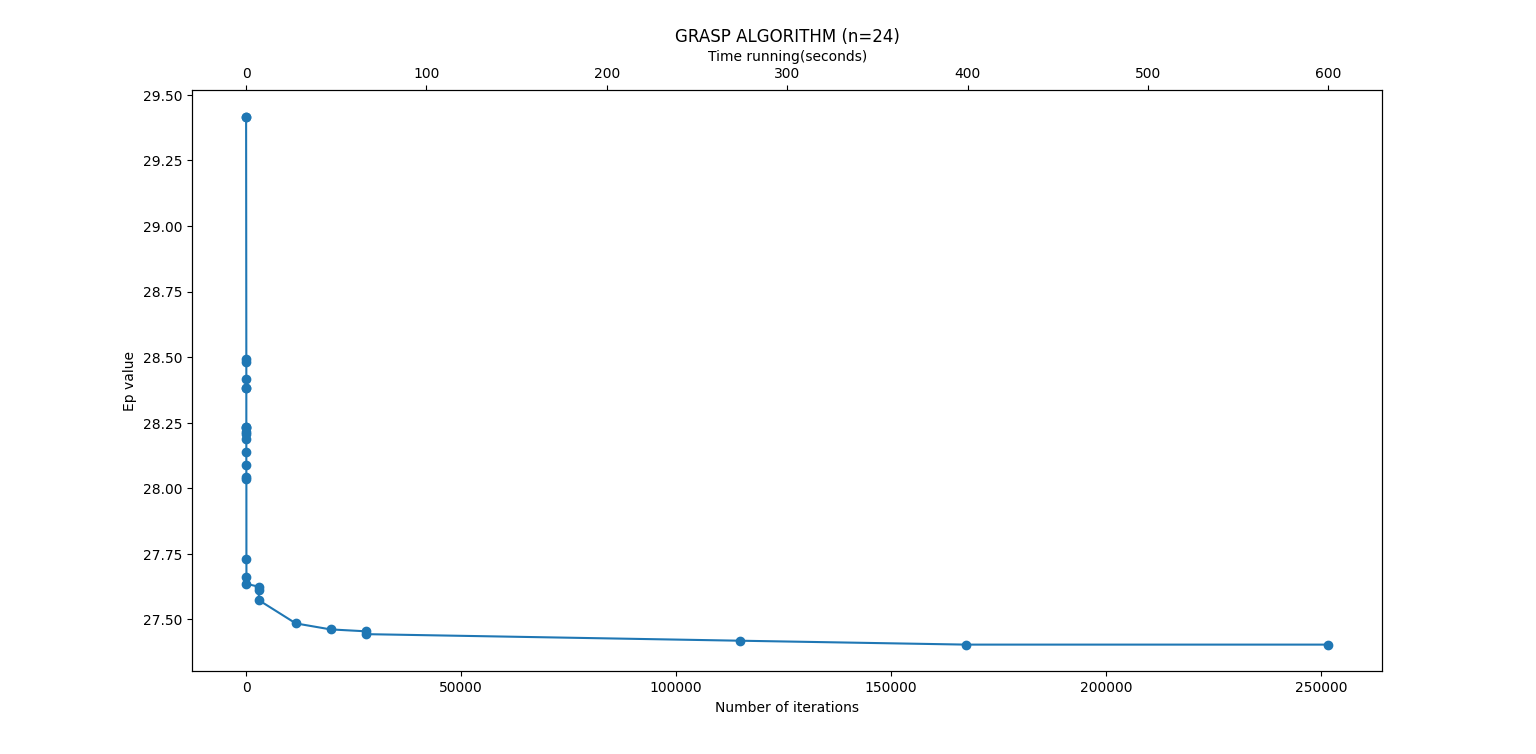 GRASP ALGORITHM (n=24)
Time running(seconds)
0 100 200 300 400 500 600
29.50
29.25
29.00
28.75
28.50
28.25
28.00
27.75
27.50
Ep value
0 50000 100000 150000 200000 250000
Number of iterations